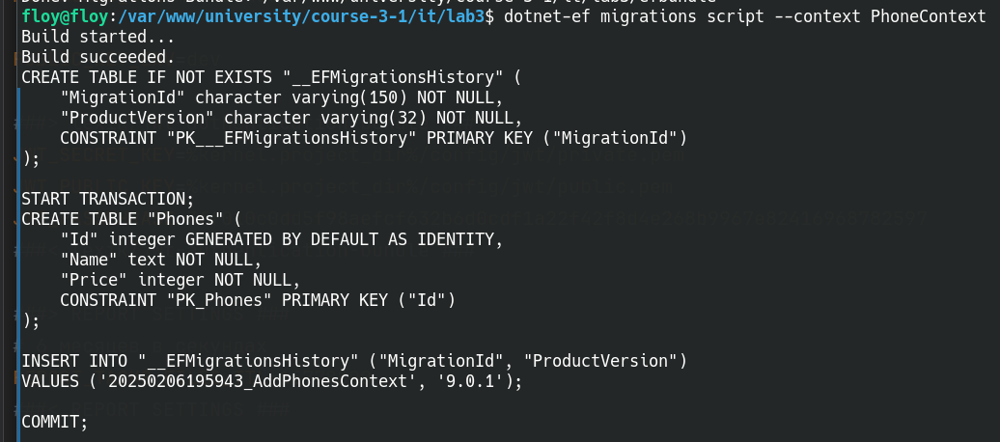 floy@floy:/var/www/university/course-3-1/it/lab3$ dotnet-ef migrations script --context PhoneContext
Build started...
Build succeeded.
CREATE TABLE IF NOT EXISTS "__EFMigrationsHistory" (
    "MigrationId" character varying(150) NOT NULL,
    "ProductVersion" character varying(32) NOT NULL,
    CONSTRAINT "PK___EFMigrationsHistory" PRIMARY KEY ("MigrationId")
);

START TRANSACTION;
CREATE TABLE "Phones" (
    "Id" integer GENERATED BY DEFAULT AS IDENTITY,
    "Name" text NOT NULL,
    "Price" integer NOT NULL,
    CONSTRAINT "PK_Phones" PRIMARY KEY ("Id")
);

INSERT INTO "__EFMigrationsHistory" ("MigrationId", "ProductVersion")
VALUES ('20250206195943_AddPhonesContext', '9.0.1');

COMMIT;